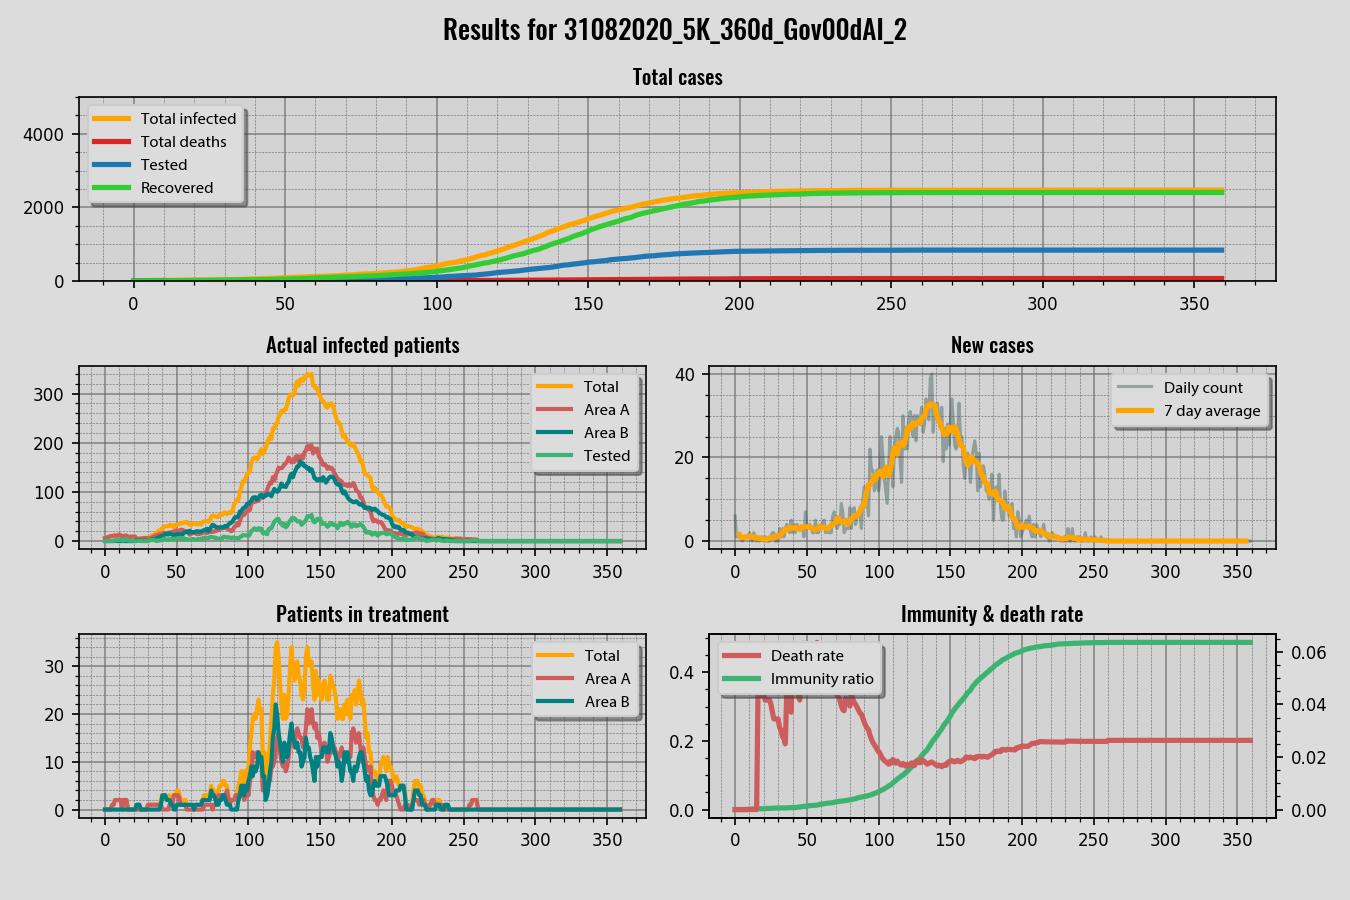 Results for 31082020_5K_360d_Gov00dAI_2
Total cases
Total infected
Total deaths
Tested
Recovered
4000
2000
0
0 50 100 150 200 250 300 350
Actual infected patients
Total
Area A
Area B
Tested
300
200
100
0
0 50 100 150 200 250 300 350
New cases
Daily count
7 day average
40
20
0
0 50 100 150 200 250 300 350
Patients in treatment
Total
Area A
Area B
30
20
10
0
0 50 100 150 200 250 300 350
Immunity & death rate
Death rate
Immunity ratio
0.4
0.2
0.0
0.06
0.04
0.02
0.00
0 50 100 150 200 250 300 350